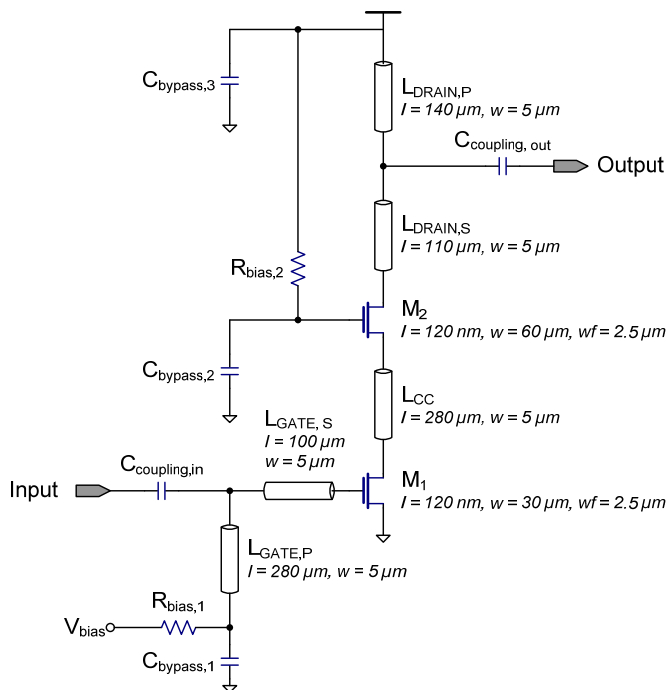 C_bypass,3
L_DRAIN,P
l = 140 µm, w = 5 µm
C_coupling, out
Output
L_DRAIN,S
l = 110 µm, w = 5 µm
R_bias,2
M_2
l = 120 nm, w = 60 µm, wf = 2.5 µm
C_bypass,2
L_CC
l = 280 µm, w = 5 µm
L_GATE, S
l = 100 µm
w = 5 µm
C_coupling,in
Input
M_1
l = 120 nm, w = 30 µm, wf = 2.5 µm
L_GATE,P
l = 280 µm, w = 5 µm
R_bias,1
V_bias
C_bypass,1